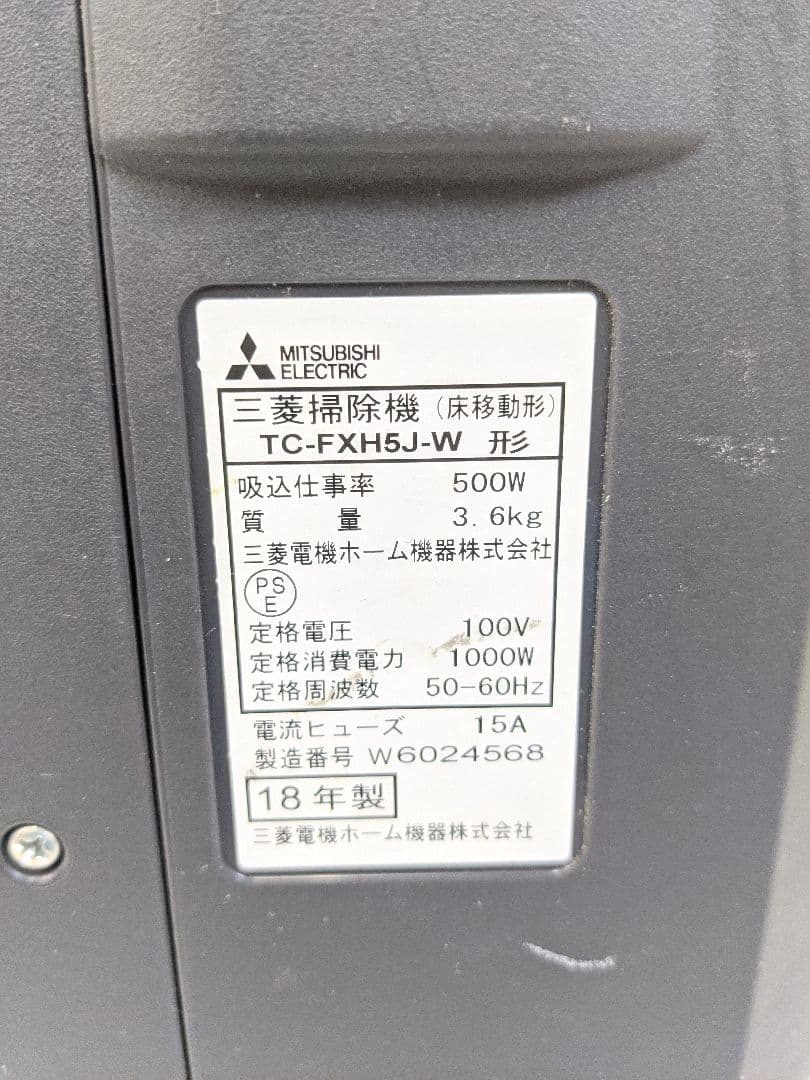 MITSUBISHI
ELECTRIC
三菱掃除機(床移動形)
TC-FXH5J-W 形
吸込仕事率 500W
質量 3.6kg
三菱電機ホーム機器株式会社
PS
E
定格電圧 100V
定格消費電力 1000W
定格周波数 50-60Hz
電流ヒューズ 15A
製造番号 W6024568
18年製
三菱電機ホーム機器株式会社